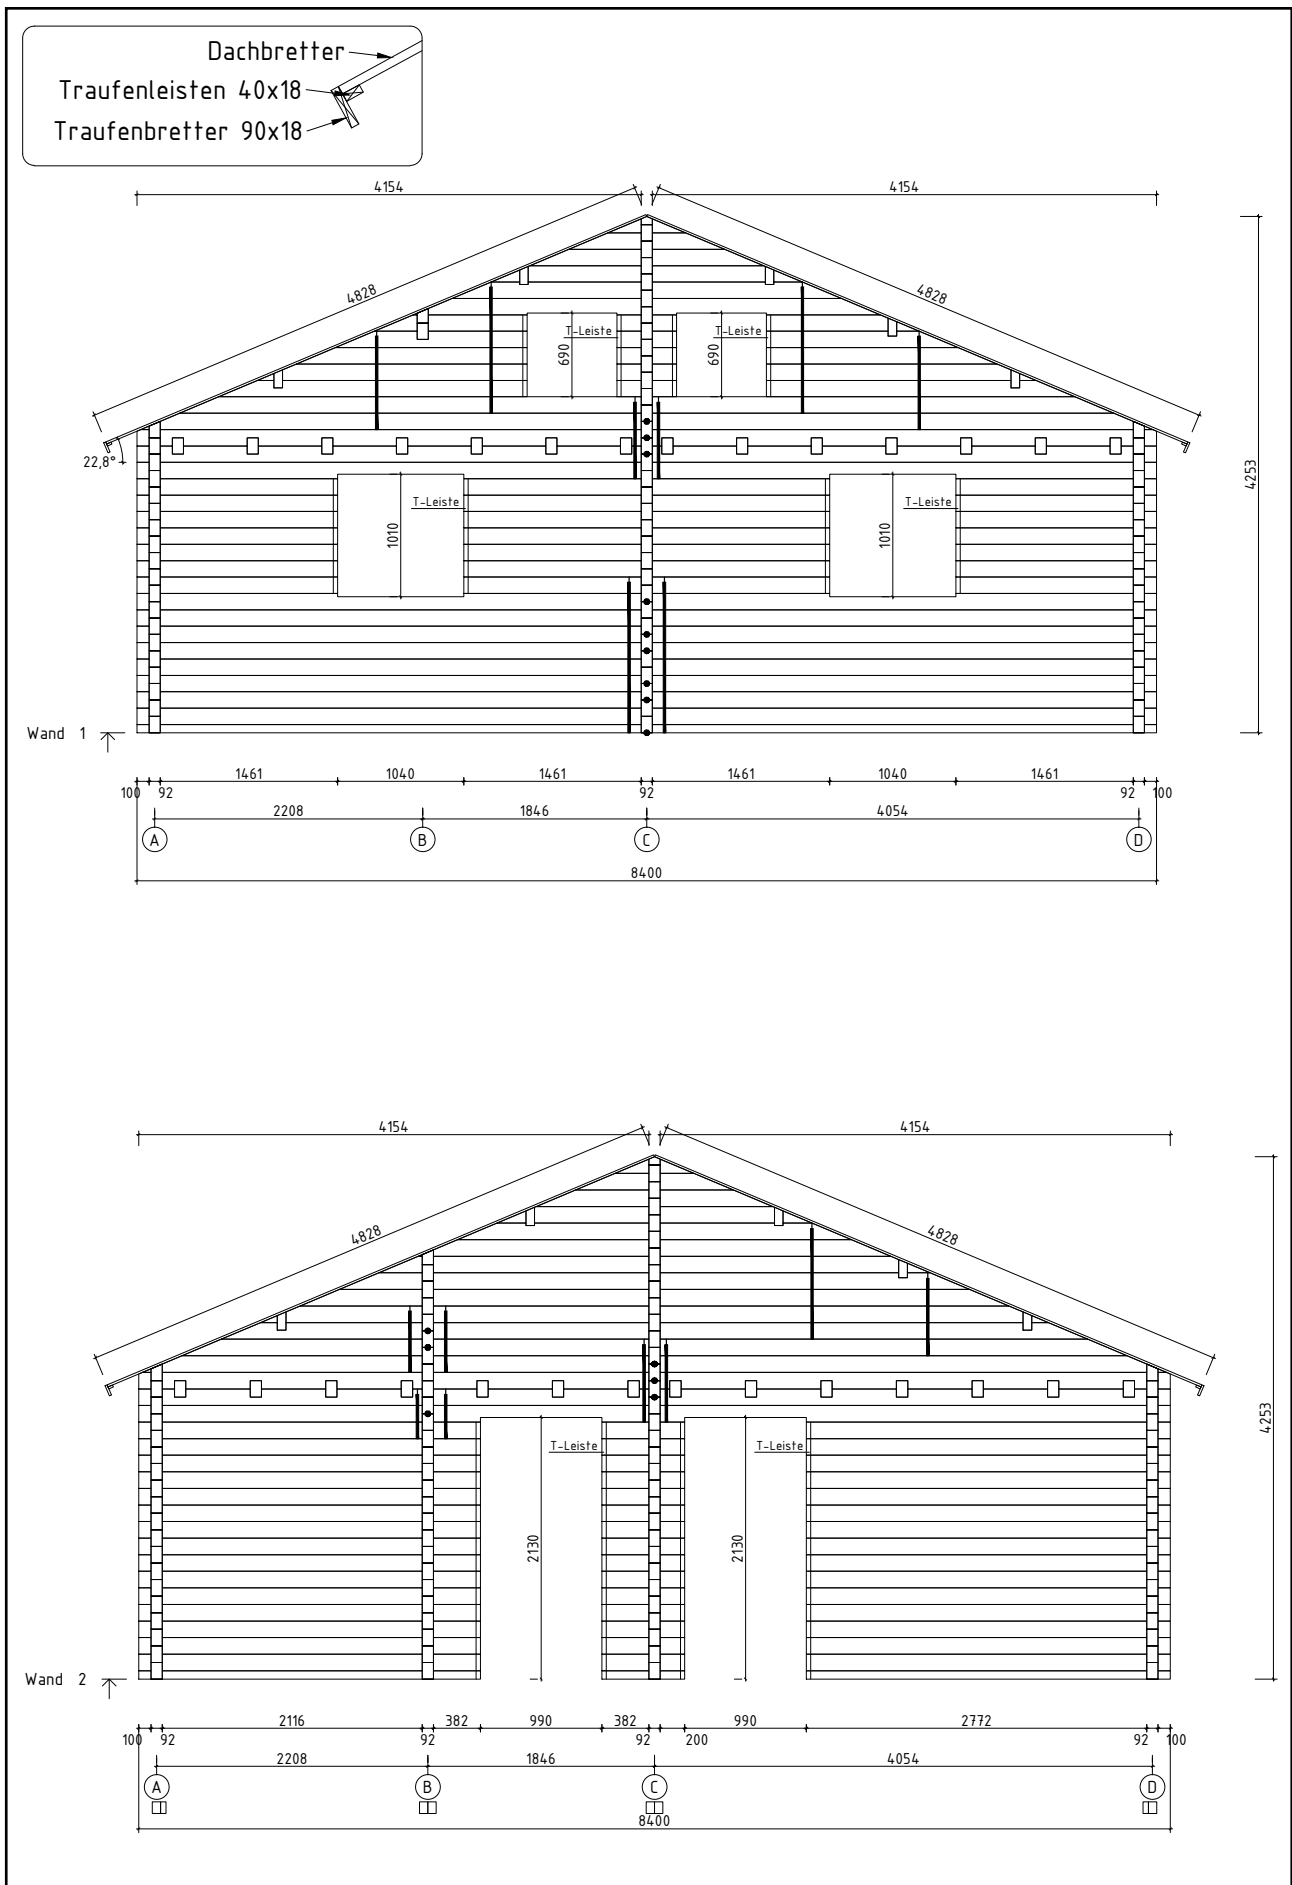 Dachbretter
Traufenleisten 40x18
Traufenbretter 90x18
4154 4154
4828 4828
T-Leiste T-Leiste
690 690
22,8°
4253
T-Leiste T-Leiste
1010 1010
Wand 1
1461 1040 1461 1461 1040 1461
100 92 92 92 100
2208 1846 4054
A B C D
8400
4154 4154
4828 4828
4253
T-Leiste T-Leiste
2130 2130
Wand 2
2116 382 990 382 990 2772
100 92 92 92 200 92 100
2208 1846 4054
A B C D
8400